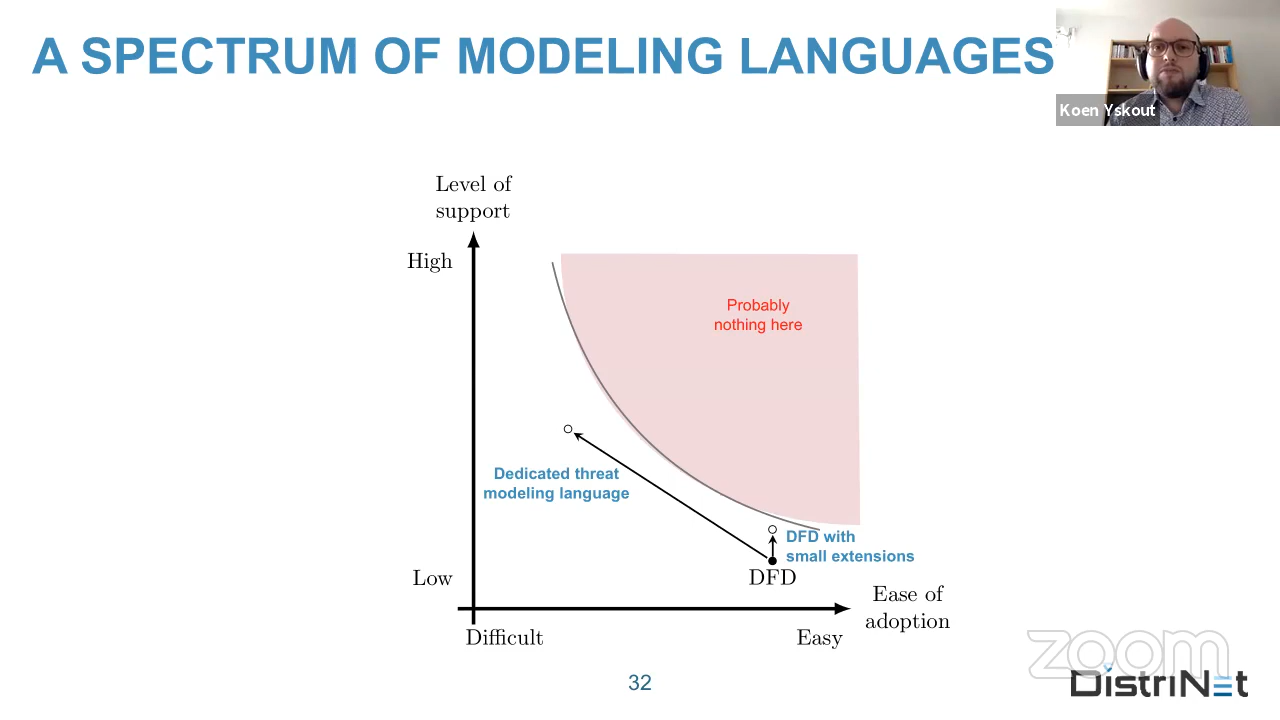 A SPECTRUM OF MODELING LANGUAGES
Koen Yskout
Level of
support
High
Probably
nothing here
Dedicated threat
modeling language
DFD with
small extensions
DFD
Low
Ease of
adoption
Difficult
Easy
zoom
32
DistriNet